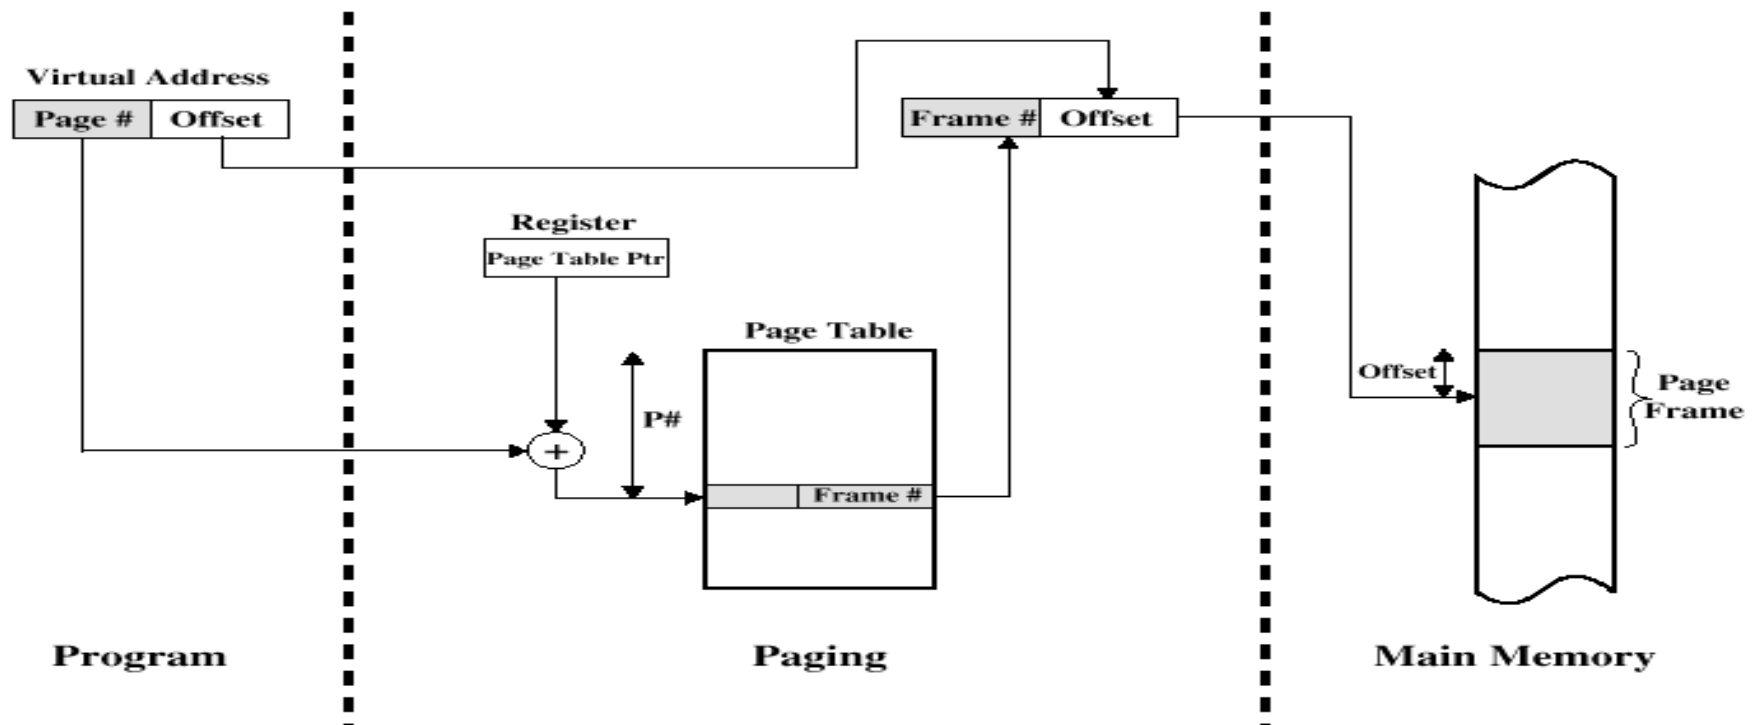 Virtual Address
Page # Offset
Frame # Offset
Register
Page Table Ptr
Page Table
P#
+
Frame #
Offset
Page
Frame
Program
Paging
Main Memory